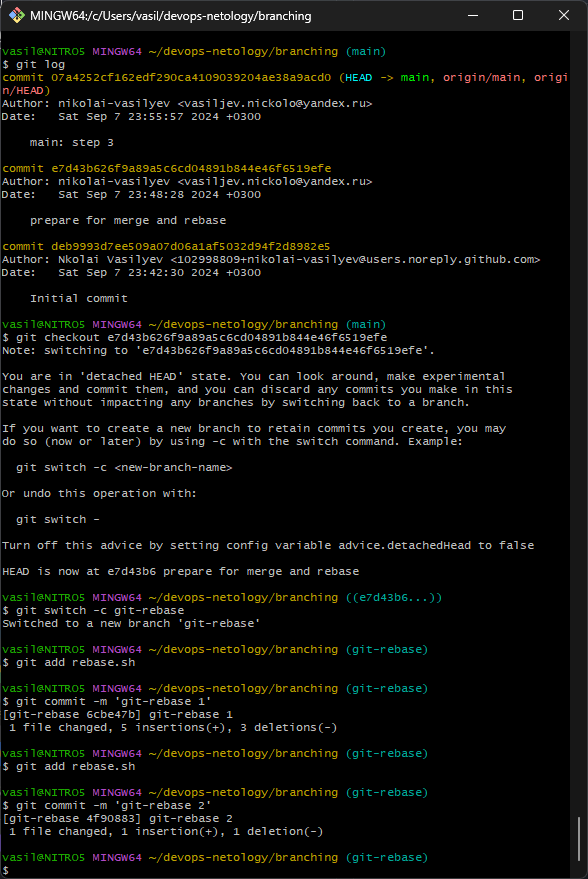 MINGW64:/c/Users/vasil/devops-netology/branching
vasil@NITRO5 MINGW64 ~/devops-netology/branching (main)
$ git log
commit 07a4252cf162edf290ca4109039204ae38a9acd0 (HEAD -> main, origin/main, origi
n/HEAD)
Author: nikolai-vasilyev <vasiljev.nickolo@yandex.ru>
Date:   Sat Sep 7 23:55:57 2024 +0300
    main: step 3
commit e7d43b626f9a89a5c6cd04891b844e46f6519efe
Author: nikolai-vasilyev <vasiljev.nickolo@yandex.ru>
Date:   Sat Sep 7 23:48:28 2024 +0300
    prepare for merge and rebase
commit deb9993d7ee509a07d06a1af5032d94f2d8982e5
Author: Nkolai Vasilyev <102998809+nikolai-vasilyev@users.noreply.github.com>
Date:   Sat Sep 7 23:42:30 2024 +0300
    Initial commit
vasil@NITRO5 MINGW64 ~/devops-netology/branching (main)
$ git checkout e7d43b626f9a89a5c6cd04891b844e46f6519efe
Note: switching to 'e7d43b626f9a89a5c6cd04891b844e46f6519efe'.
You are in 'detached HEAD' state. You can look around, make experimental
changes and commit them, and you can discard any commits you make in this
state without impacting any branches by switching back to a branch.
If you want to create a new branch to retain commits you create, you may
do so (now or later) by using -c with the switch command. Example:
  git switch -c <new-branch-name>
Or undo this operation with:
  git switch -
Turn off this advice by setting config variable advice.detachedHead to false
HEAD is now at e7d43b6 prepare for merge and rebase
vasil@NITRO5 MINGW64 ~/devops-netology/branching ((e7d43b6...))
$ git switch -c git-rebase
Switched to a new branch 'git-rebase'
vasil@NITRO5 MINGW64 ~/devops-netology/branching (git-rebase)
$ git add rebase.sh
vasil@NITRO5 MINGW64 ~/devops-netology/branching (git-rebase)
$ git commit -m 'git-rebase 1'
[git-rebase 6cbe47b] git-rebase 1
 1 file changed, 5 insertions(+), 3 deletions(-)
vasil@NITRO5 MINGW64 ~/devops-netology/branching (git-rebase)
$ git add rebase.sh
vasil@NITRO5 MINGW64 ~/devops-netology/branching (git-rebase)
$ git commit -m 'git-rebase 2'
[git-rebase 4f90883] git-rebase 2
 1 file changed, 1 insertion(+), 1 deletion(-)
vasil@NITRO5 MINGW64 ~/devops-netology/branching (git-rebase)
$